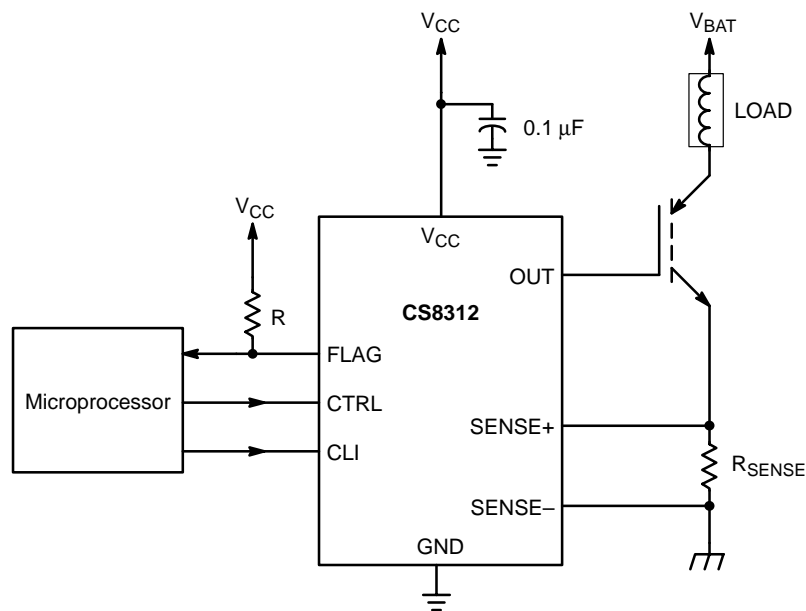 VCC
VBAT
LOAD
0.1 μF
VCC
VCC
OUT
CS8312
R
FLAG
Microprocessor
CTRL
SENSE+
CLI
RSENSE
SENSE–
GND